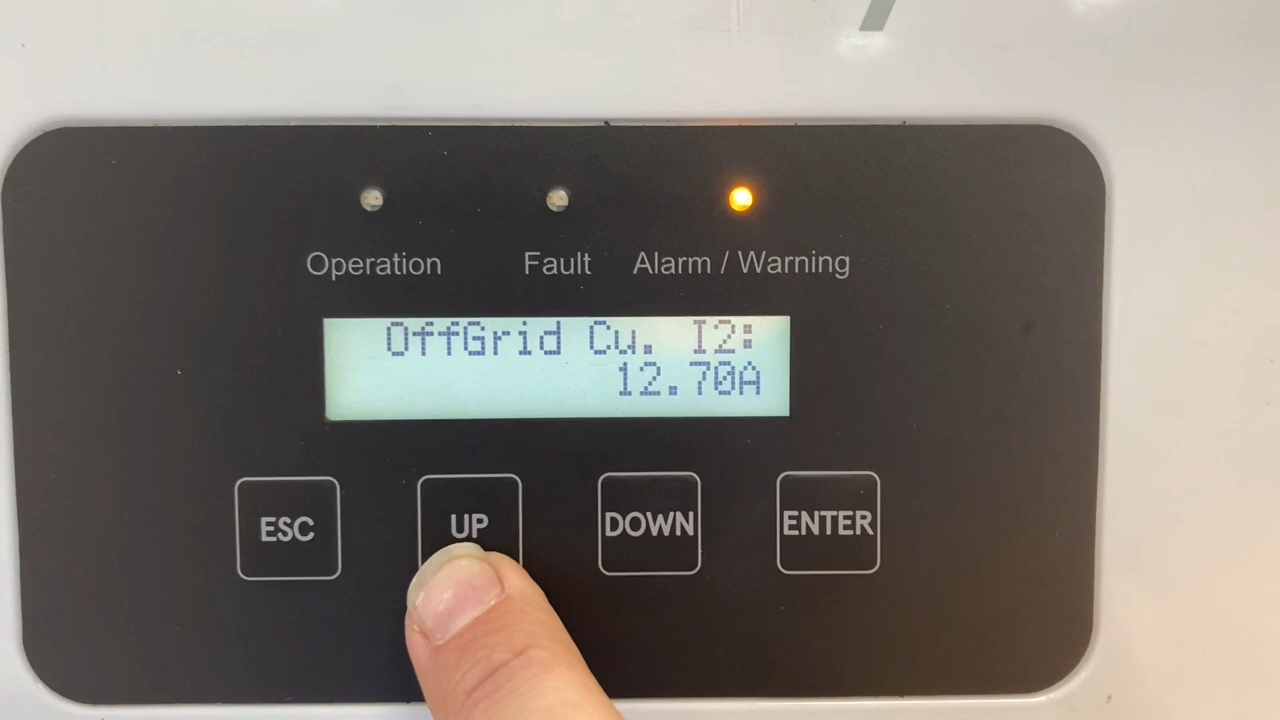 Operation Fault Alarm / Warning
OffGrid Cu. I2:
12.70A
ESC UP DOWN ENTER